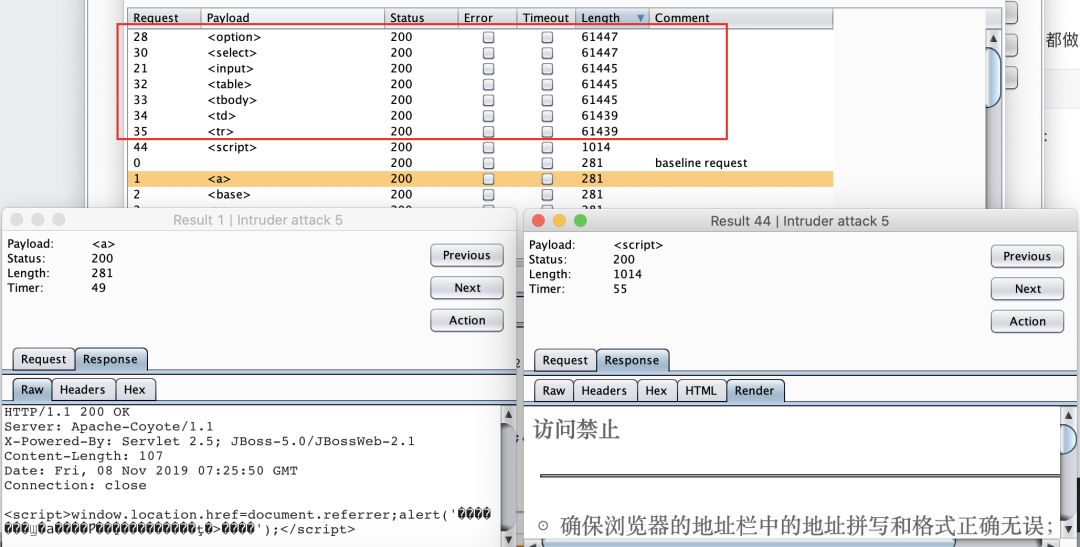 Request Payload Status Error Timeout Length Comment
28 <option> 200 61447
30 <select> 200 61447
21 <input> 200 61445
32 <table> 200 61445
33 <tbody> 200 61445
34 <td> 200 61439
35 <tr> 200 61439
44 <script> 200 1014
0 200 281 baseline request
1 <a> 200 281
2 <base> 200 281
都做
Result 1 | Intruder attack 5
Payload: <a>
Status: 200
Length: 281
Timer: 49
Previous
Next
Action
Request Response
Raw Headers Hex
HTTP/1.1 200 OK
Server: Apache-Coyote/1.1
X-Powered-By: Servlet 2.5; JBoss-5.0/JBossWeb-2.1
Content-Length: 107
Date: Fri, 08 Nov 2019 07:25:50 GMT
Connection: close
<script>window.location.href=document.referrer;alert('
');</script>
Result 44 | Intruder attack 5
Payload: <script>
Status: 200
Length: 1014
Timer: 55
Previous
Next
Action
Request Response
Raw Headers Hex HTML Render
访问禁止
确保浏览器的地址栏中的地址拼写和格式正确无误;